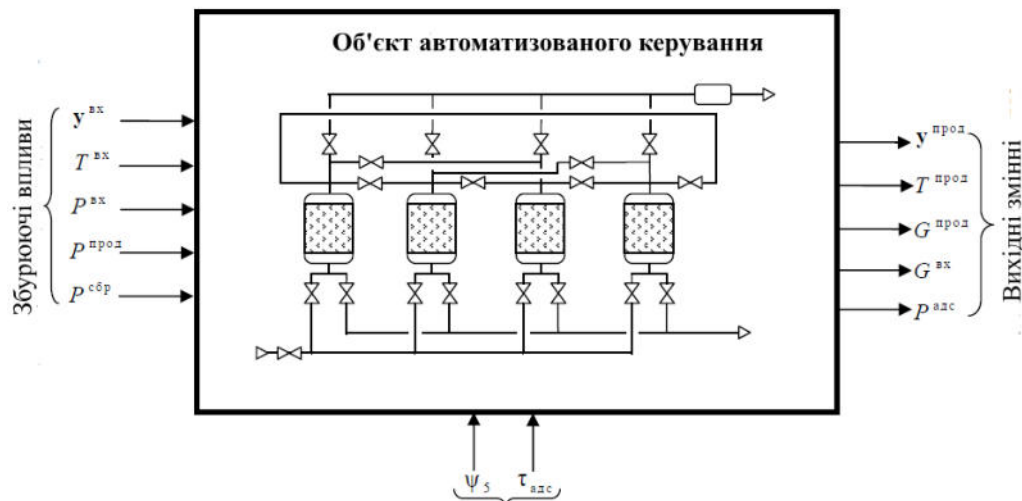 Об'єкт автоматизованого керування
Збурюючі впливи
y вх
T вх
P вх
P прод
P сбр
y прод
T прод
G прод
G вх
P адс
Вихідні змінні
ψ 5 τ адс